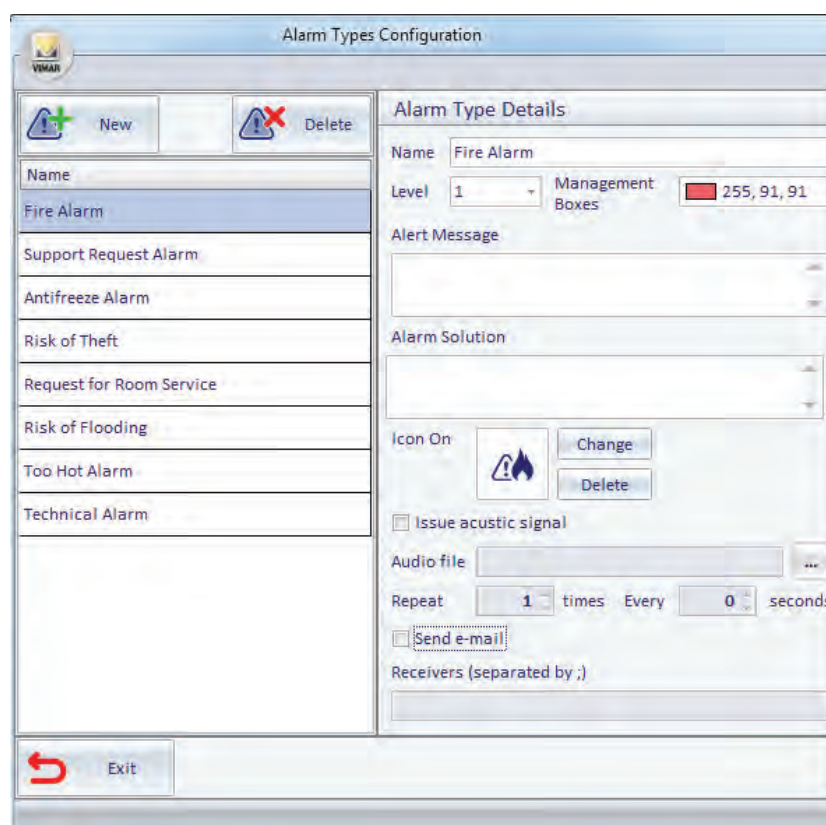 Alarm Types Configuration
VIMAR
New
Delete
Name
Fire Alarm
Support Request Alarm
Antifreeze Alarm
Risk of Theft
Request for Room Service
Risk of Flooding
Too Hot Alarm
Technical Alarm
Alarm Type Details
Name Fire Alarm
Level 1 Management Boxes 255, 91, 91
Alert Message
Alarm Solution
Icon On
Change
Delete
Issue acustic signal
Audio file ...
Repeat 1 times Every 0 seconds
Send e-mail
Receivers (separated by ;)
Exit